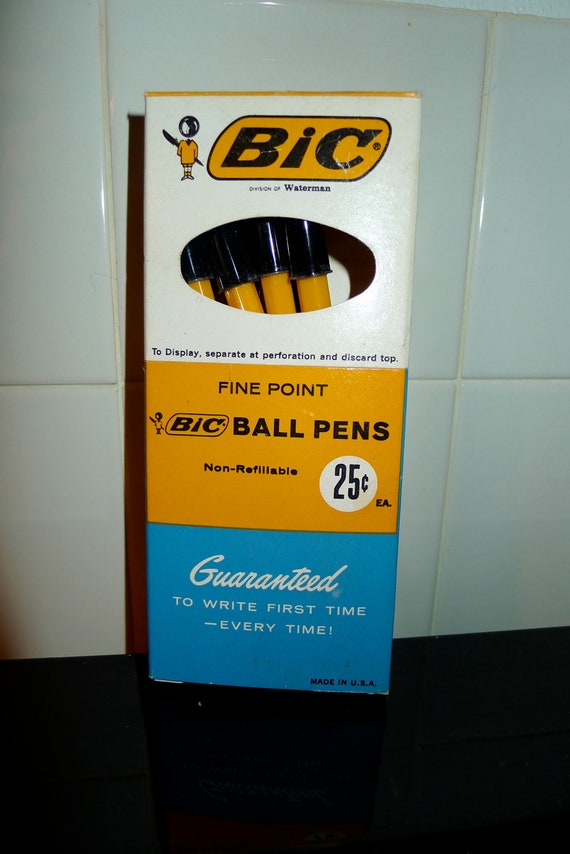 BiC®
DIVISION OF Waterman
To Display, separate at perforation and discard top.
FINE POINT
BiC® BALL PENS
Non-Refillable
25¢ EA.
Guaranteed
TO WRITE FIRST TIME
—EVERY TIME!
MADE IN U.S.A.